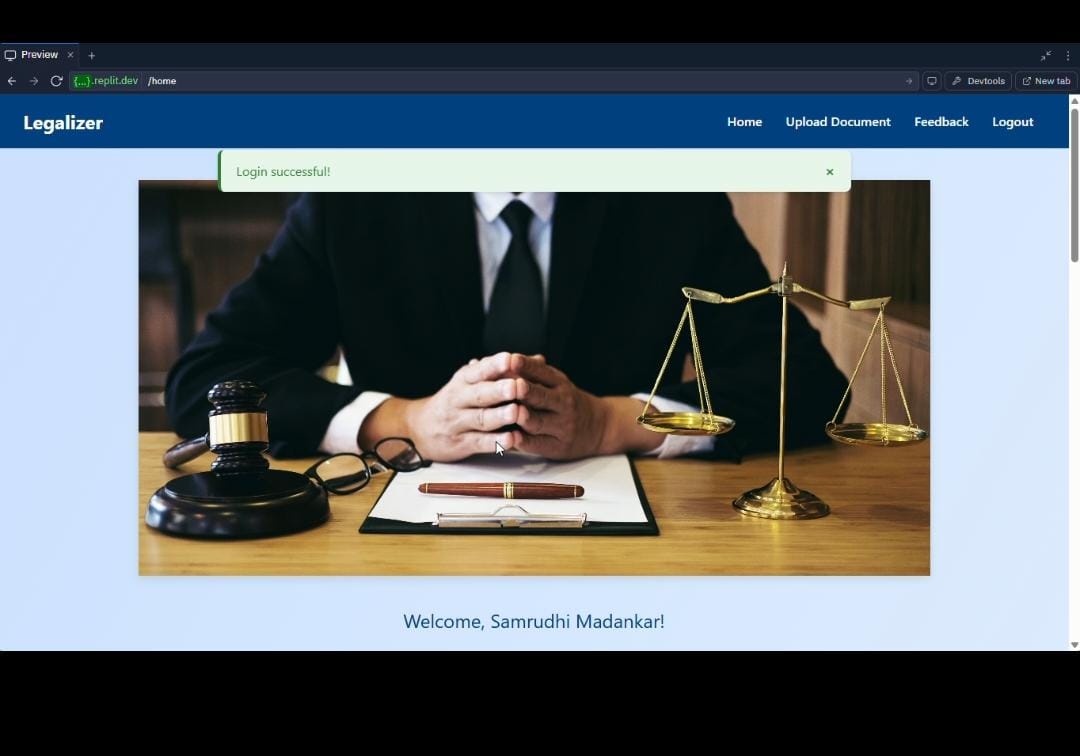 Preview × +
{...}.replit.dev /home Devtools New tab
Legalizer Home Upload Document Feedback Logout
Login successful! ×
Welcome, Samrudhi Madankar!